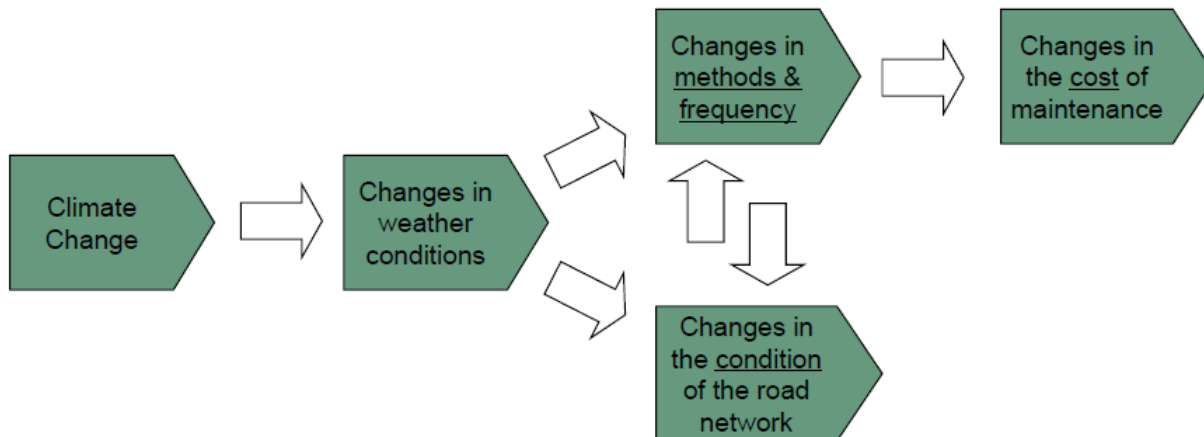 Climate
Change
Changes in
weather
conditions
Changes in
methods &
frequency
Changes in
the condition
of the road
network
Changes in
the cost of
maintenance